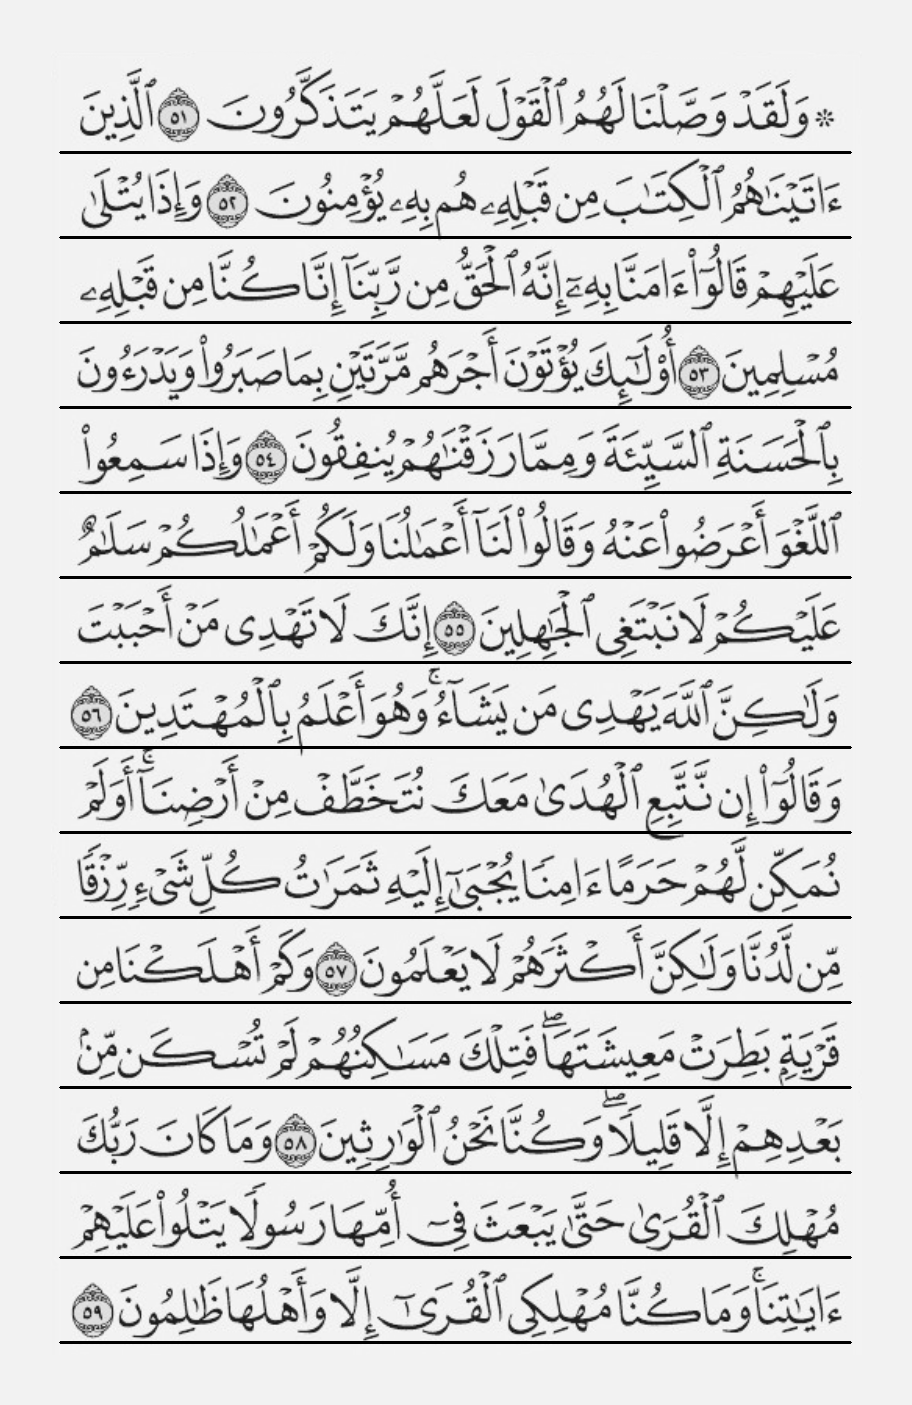 ۞ وَلَقَدْ وَصَّلْنَا لَهُمُ ٱلْقَوْلَ لَعَلَّهُمْ يَتَذَكَّرُونَ ٥١ ٱلَّذِينَ
ءَاتَيْنَٰهُمُ ٱلْكِتَٰبَ مِن قَبْلِهِۦ هُم بِهِۦ يُؤْمِنُونَ ٥٢ وَإِذَا يُتْلَىٰ
عَلَيْهِمْ قَالُوٓا۟ ءَامَنَّا بِهِۦٓ إِنَّهُ ٱلْحَقُّ مِن رَّبِّنَآ إِنَّا كُنَّا مِن قَبْلِهِۦ
مُسْلِمِينَ ٥٣ أُو۟لَٰٓئِكَ يُؤْتَوْنَ أَجْرَهُم مَّرَّتَيْنِ بِمَا صَبَرُوا۟ وَيَدْرَءُونَ
بِٱلْحَسَنَةِ ٱلسَّيِّئَةَ وَمِمَّا رَزَقْنَٰهُمْ يُنفِقُونَ ٥٤ وَإِذَا سَمِعُوا۟
ٱللَّغْوَ أَعْرَضُوا۟ عَنْهُ وَقَالُوا۟ لَنَآ أَعْمَٰلُنَا وَلَكُمْ أَعْمَٰلُكُمْ سَلَٰمٌ
عَلَيْكُمْ لَا نَبْتَغِى ٱلْجَٰهِلِينَ ٥٥ إِنَّكَ لَا تَهْدِى مَنْ أَحْبَبْتَ
وَلَٰكِنَّ ٱللَّهَ يَهْدِى مَن يَشَآءُ ۚ وَهُوَ أَعْلَمُ بِٱلْمُهْتَدِينَ ٥٦
وَقَالُوٓا۟ إِن نَّتَّبِعِ ٱلْهُدَىٰ مَعَكَ نُتَخَطَّفْ مِنْ أَرْضِنَآ ۚ أَوَلَمْ
نُمَكِّن لَّهُمْ حَرَمًا ءَامِنًا يُجْبَىٰٓ إِلَيْهِ ثَمَرَٰتُ كُلِّ شَىْءٍ رِّزْقًا
مِّن لَّدُنَّا وَلَٰكِنَّ أَكْثَرَهُمْ لَا يَعْلَمُونَ ٥٧ وَكَمْ أَهْلَكْنَا مِن
قَرْيَةٍۭ بَطِرَتْ مَعِيشَتَهَا ۖ فَتِلْكَ مَسَٰكِنُهُمْ لَمْ تُسْكَن مِّنۢ
بَعْدِهِمْ إِلَّا قَلِيلًا ۖ وَكُنَّا نَحْنُ ٱلْوَٰرِثِينَ ٥٨ وَمَا كَانَ رَبُّكَ
مُهْلِكَ ٱلْقُرَىٰ حَتَّىٰ يَبْعَثَ فِىٓ أُمِّهَا رَسُولًا يَتْلُوا۟ عَلَيْهِمْ
ءَايَٰتِنَا ۚ وَمَا كُنَّا مُهْلِكِى ٱلْقُرَىٰٓ إِلَّا وَأَهْلُهَا ظَٰلِمُونَ ٥٩